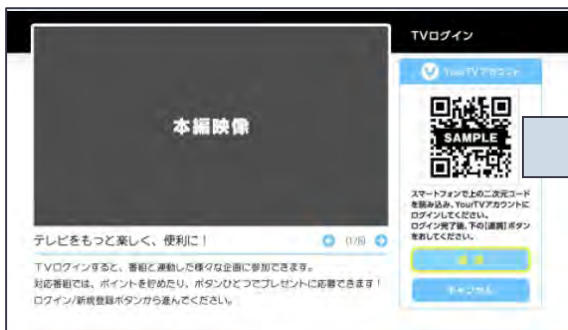 TVログイン
YourTVアカウント
本編映像
SAMPLE
スマートフォンで上の二次元コード
を読み込み、YourTVアカウントに
ログインしてください。
ログイン完了後、下の[連携]ボタン
をおしてください。
連携
キャンセル
テレビをもっと楽しく、便利に!
(1/6)
TVログインすると、番組と連動した様々な企画に参加できます。
対応番組では、ポイントを貯めたり、ボタンひとつでプレゼントに応募できます!
ログイン/新規登録ボタンから進んでください。